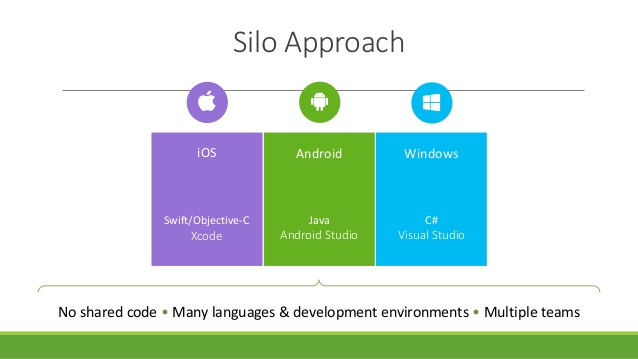 Silo Approach
iOS
Android
Windows
Swift/Objective-C
Xcode
Java
Android Studio
C#
Visual Studio
No shared code • Many languages & development environments • Multiple teams